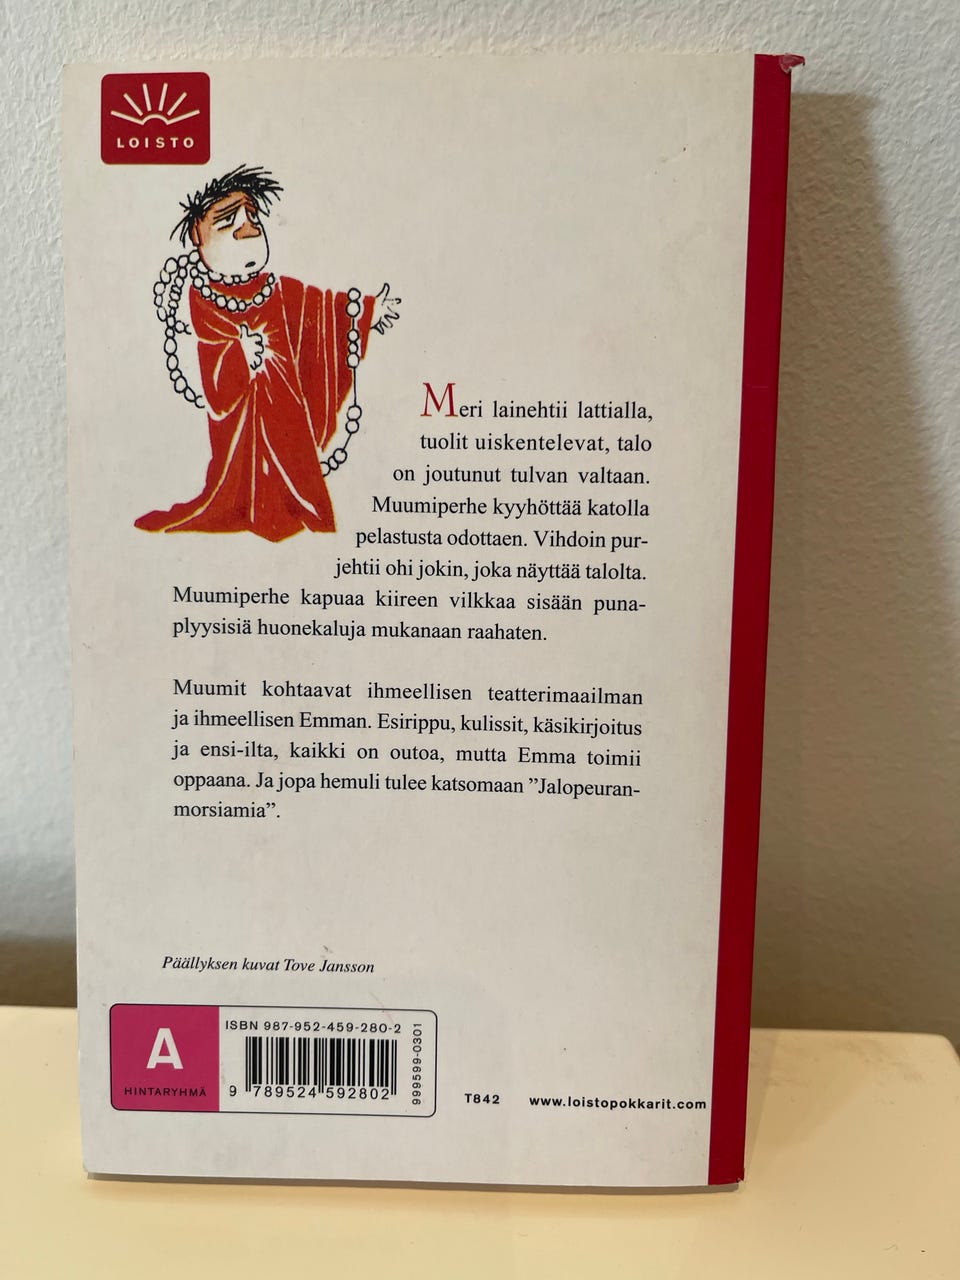 LOISTO
Meri lainehtii lattialla,
tuolit uiskentelevat, talo
on joutunut tulvan valtaan.
Muumiperhe kyyhöttää katolla
pelastusta odottaen. Vihdoin pur-
jehtii ohi jokin, joka näyttää talolta.
Muumiperhe kapuaa kiireen vilkkaa sisään puna-
plyysisiä huonekaluja mukanaan raahaten.
Muumit kohtaavat ihmeellisen teatterimaailman
ja ihmeellisen Emman. Esirippu, kulissit, käsikirjoitus
ja ensi-ilta, kaikki on outoa, mutta Emma toimii
oppaana. Ja jopa hemuli tulee katsomaan ”Jalopeuran-
morsiamia”.
Päällyksen kuvat Tove Jansson
A
HINTARYHMÄ
ISBN 987-952-459-280-2
9 789524 592802
999599-0301
T842 www.loistopokkarit.com